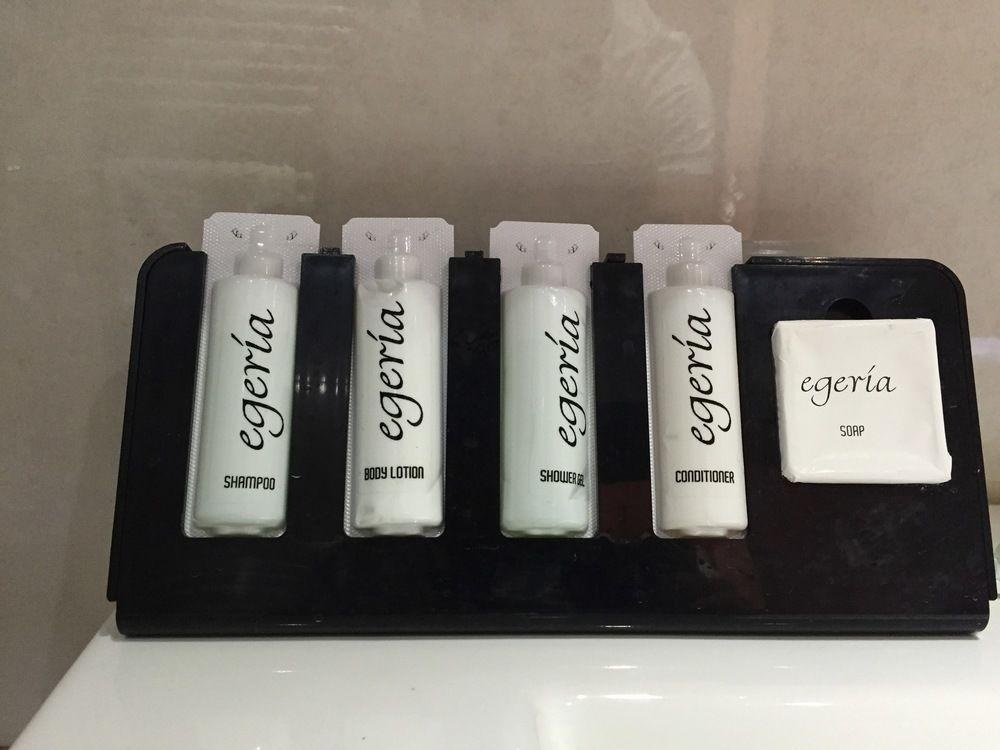 egería
SHAMPOO
egería
BODY LOTION
egería
SHOWER GEL
egería
CONDITIONER
egería
SOAP